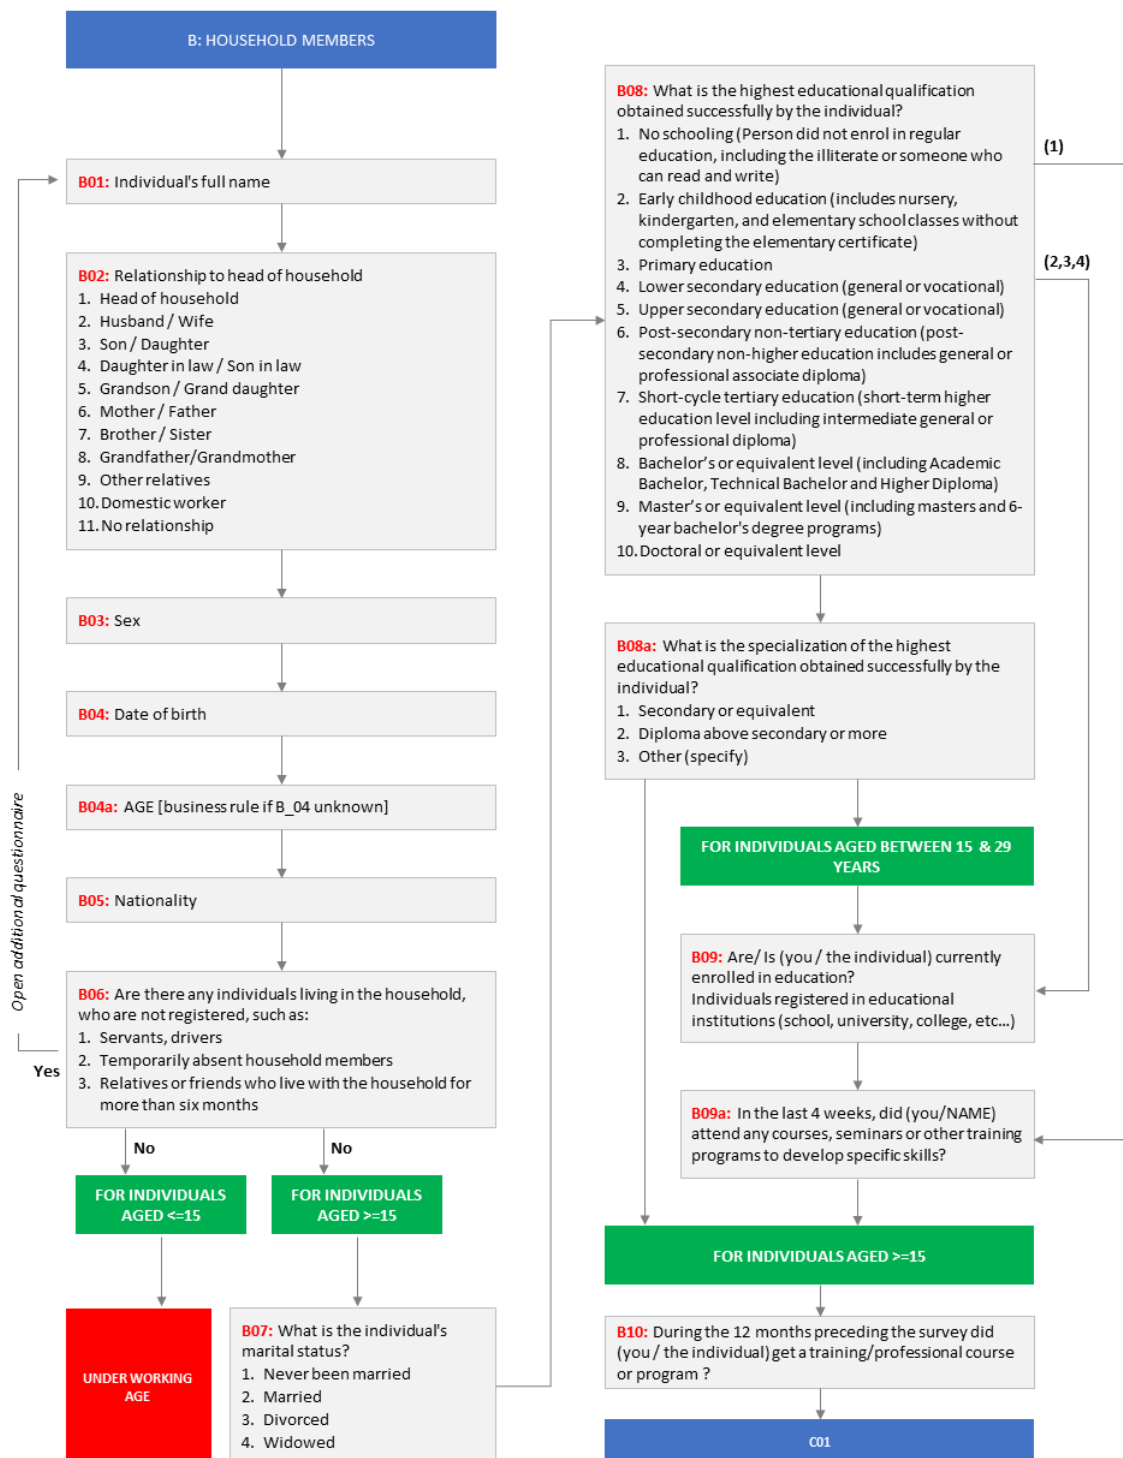 B: HOUSEHOLD MEMBERS
B01: Individual's full name
B02: Relationship to head of household
1. Head of household
2. Husband / Wife
3. Son / Daughter
4. Daughter in law / Son in law
5. Grandson / Grand daughter
6. Mother / Father
7. Brother / Sister
8. Grandfather/Grandmother
9. Other relatives
10. Domestic worker
11. No relationship
B03: Sex
B04: Date of birth
B04a: AGE [business rule if B_04 unknown]
B05: Nationality
B06: Are there any individuals living in the household,
who are not registered, such as:
1. Servants, drivers
2. Temporarily absent household members
3. Relatives or friends who live with the household for
more than six months
Open additional questionnaire
Yes
No
No
FOR INDIVIDUALS
AGED <=15
FOR INDIVIDUALS
AGED >=15
UNDER WORKING
AGE
B07: What is the individual's
marital status?
1. Never been married
2. Married
3. Divorced
4. Widowed
B08: What is the highest educational qualification
obtained successfully by the individual?
1. No schooling (Person did not enrol in regular
education, including the illiterate or someone who
can read and write)
2. Early childhood education (includes nursery,
kindergarten, and elementary school classes without
completing the elementary certificate)
3. Primary education
4. Lower secondary education (general or vocational)
5. Upper secondary education (general or vocational)
6. Post-secondary non-tertiary education (post-
secondary non-higher education includes general or
professional associate diploma)
7. Short-cycle tertiary education (short-term higher
education level including intermediate general or
professional diploma)
8. Bachelor's or equivalent level (including Academic
Bachelor, Technical Bachelor and Higher Diploma)
9. Master's or equivalent level (including masters and 6-
year bachelor's degree programs)
10. Doctoral or equivalent level
(1)
(2,3,4)
B08a: What is the specialization of the highest
educational qualification obtained successfully by the
individual?
1. Secondary or equivalent
2. Diploma above secondary or more
3. Other (specify)
FOR INDIVIDUALS AGED BETWEEN 15 & 29
YEARS
B09: Are/ Is (you / the individual) currently
enrolled in education?
Individuals registered in educational
institutions (school, university, college, etc...)
B09a: In the last 4 weeks, did (you/NAME)
attend any courses, seminars or other training
programs to develop specific skills?
FOR INDIVIDUALS AGED >=15
B10: During the 12 months preceding the survey did
(you / the individual) get a training/professional course
or program ?
C01